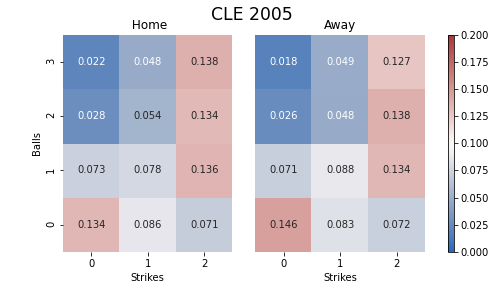 CLE 2005
Home Away
3 0.022 0.048 0.138 0.018 0.049 0.127
2 0.028 0.054 0.134 0.026 0.048 0.138
1 0.073 0.078 0.136 0.071 0.088 0.134
0 0.134 0.086 0.071 0.146 0.083 0.072
Balls
0 1 2 0 1 2
Strikes Strikes
0.200
0.175
0.150
0.125
0.100
0.075
0.050
0.025
0.000